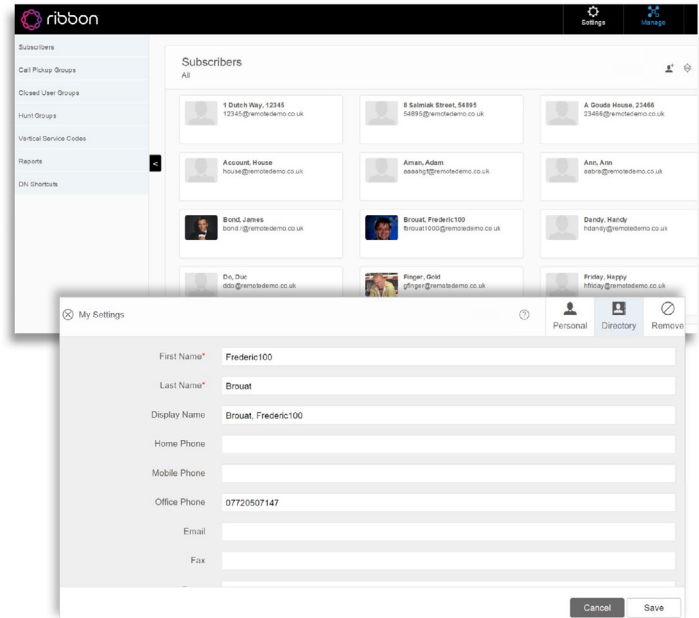 ribbon
Settings
Manage
Subscribers
Call Pickup Groups
Closed User Groups
Hunt Groups
Vertical Service Codes
Reports
DN Shortcuts
<
Subscribers
All
1 Dutch Way, 12345
12345@remotedemo.co.uk
8 Salmiak Street, 54895
54895@remotedemo.co.uk
A Gouda House, 23466
23466@remotedemo.co.uk
Account, House
house@remotedemo.co.uk
Aman, Adam
aaaahgf@remotedemo.co.uk
Ann, Ann
aabra@remotedemo.co.uk
Bond, James
bond.r@remotedemo.co.uk
Brouat, Frederic100
fbrouat1000@remotedemo.co.uk
Dandy, Handy
hdandy@remotedemo.co.uk
Do, Duc
ddo@remotedemo.co.uk
Finger, Gold
gfinger@remotedemo.co.uk
Friday, Happy
hfriday@remotedemo.co.uk
My Settings
?
Personal
Directory
Remove
First Name* Frederic100
Last Name* Brouat
Display Name Brouat, Frederic100
Home Phone
Mobile Phone
Office Phone 07720507147
Email
Fax
Cancel
Save